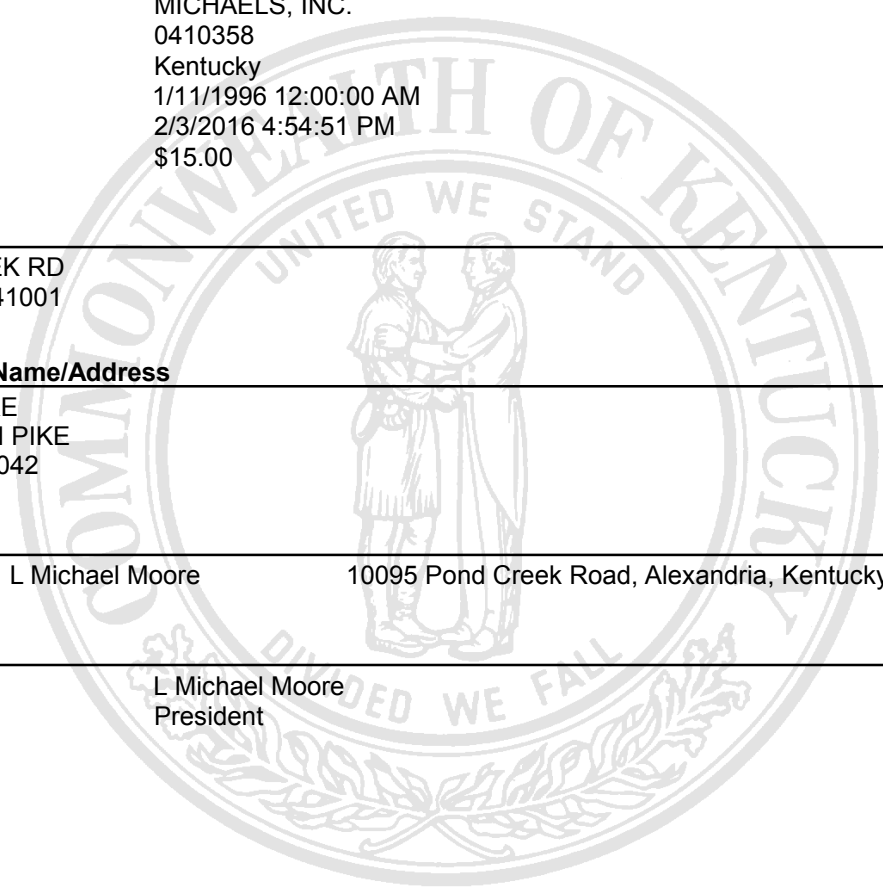 MICHAELS, INC.
0410358
Kentucky
1/11/1996 12:00:00 AM
2/3/2016 4:54:51 PM
$15.00
EK RD
41001
Name/Address
E
PIKE
042
L Michael Moore 10095 Pond Creek Road, Alexandria, Kentucky
L Michael Moore
President
COMMONWEALTH OF KENTUCKY
UNITED WE STAND
DIVIDED WE FALL